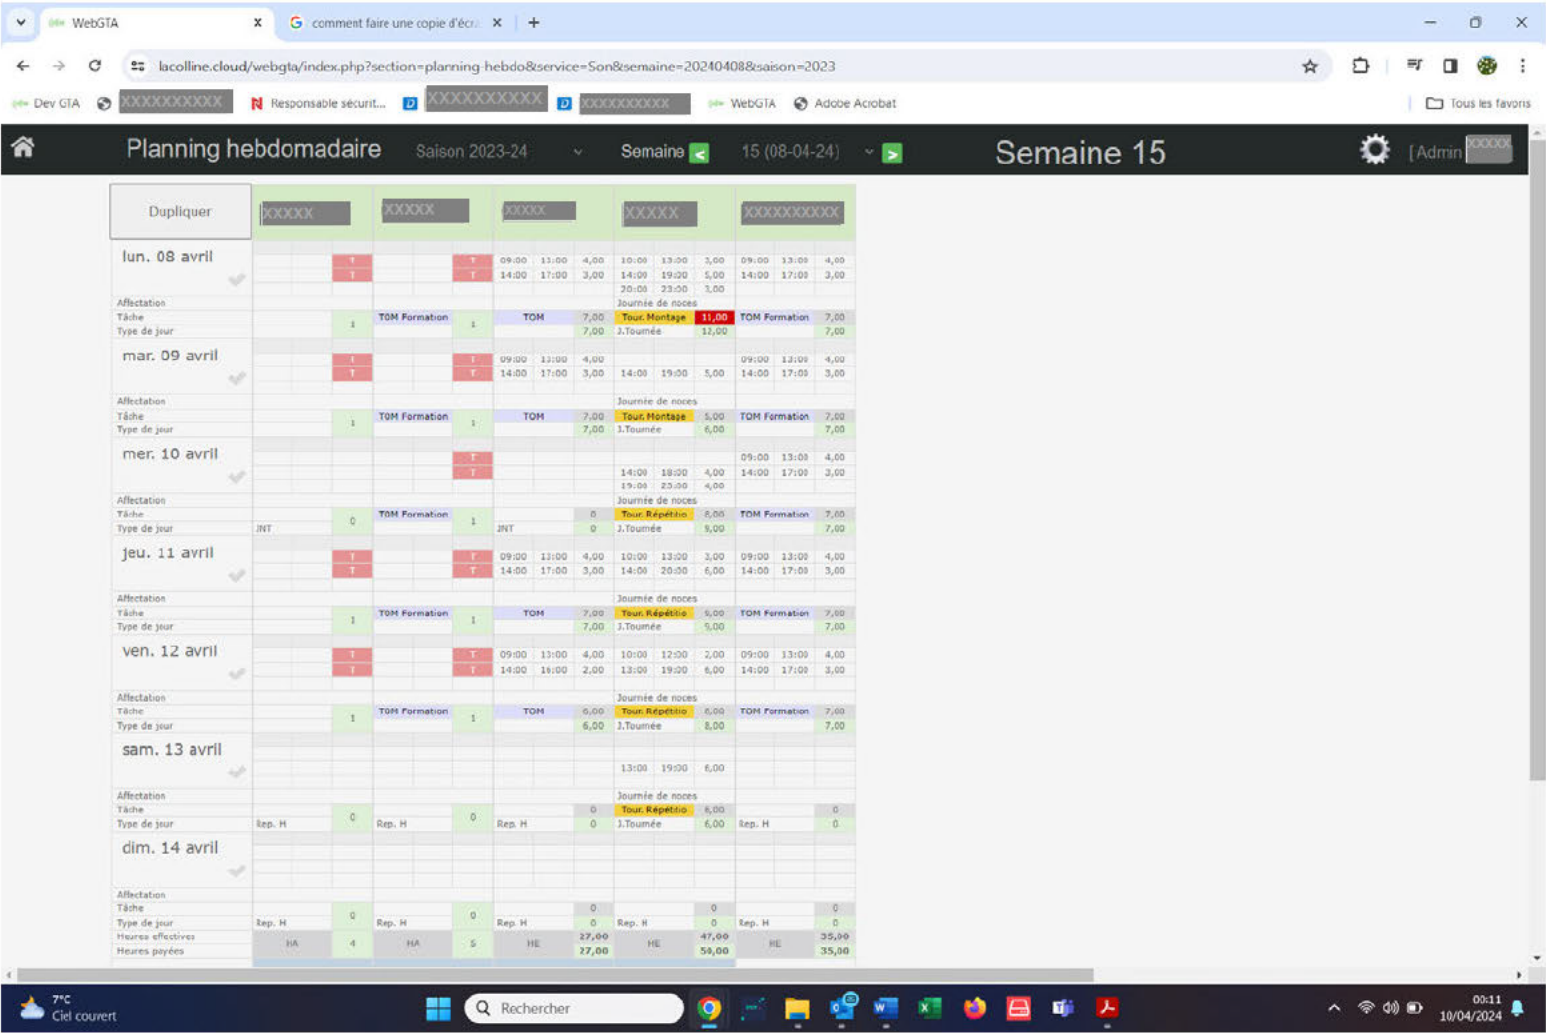 WebGTA comment faire une copie d'écr
lacolline.cloud/webgta/index.php?section=planning-hebdo&service=Son&semaine=20240408&saison=2023
Dev GTA XXXXXXXXXX Responsable sécurit... XXXXXXXXXX XXXXXXXXXX WebGTA Adobe Acrobat Tous les favoris
Planning hebdomadaire Saison 2023-24 Semaine < 15 (08-04-24) > Semaine 15 [Admin XXXXX]
Dupliquer XXXXX XXXXX XXXXX XXXXX XXXXXXXXXX
lun. 08 avril T T 09:00 13:00 4,00 10:00 13:00 3,00 09:00 13:00 4,00
T T 14:00 17:00 3,00 14:00 19:00 5,00 14:00 17:00 3,00
20:00 23:00 3,00
Affectation Journée de noces
Tâche 1 TOM Formation 1 TOM 7,00 Tour. Montage 11,00 TOM Formation 7,00
Type de jour 7,00 J.Tournée 12,00 7,00
mar. 09 avril T T 09:00 13:00 4,00 09:00 13:00 4,00
T T 14:00 17:00 3,00 14:00 19:00 5,00 14:00 17:00 3,00
Affectation Journée de noces
Tâche 1 TOM Formation 1 TOM 7,00 Tour. Montage 5,00 TOM Formation 7,00
Type de jour 7,00 J.Tournée 6,00 7,00
mer. 10 avril T 09:00 13:00 4,00
T 14:00 18:00 4,00 14:00 17:00 3,00
19:00 23:00 4,00
Affectation Journée de noces
Tâche 0 TOM Formation 1 0 Tour. Répétitio 8,00 TOM Formation 7,00
Type de jour JNT JNT 0 J.Tournée 9,00 7,00
jeu. 11 avril T T 09:00 13:00 4,00 10:00 13:00 3,00 09:00 13:00 4,00
T T 14:00 17:00 3,00 14:00 20:00 6,00 14:00 17:00 3,00
Affectation Journée de noces
Tâche 1 TOM Formation 1 TOM 7,00 Tour. Répétitio 9,00 TOM Formation 7,00
Type de jour 7,00 J.Tournée 9,00 7,00
ven. 12 avril T T 09:00 13:00 4,00 10:00 12:00 2,00 09:00 13:00 4,00
T T 14:00 16:00 2,00 13:00 19:00 6,00 14:00 17:00 3,00
Affectation Journée de noces
Tâche 1 TOM Formation 1 TOM 6,00 Tour. Répétitio 8,00 TOM Formation 7,00
Type de jour 6,00 J.Tournée 8,00 7,00
sam. 13 avril
13:00 19:00 6,00
Affectation Journée de noces
Tâche 0 0 0 Tour. Répétitio 6,00 0
Type de jour Rep. H Rep. H Rep. H 0 J.Tournée 6,00 Rep. H 0
dim. 14 avril
Affectation
Tâche 0 0 0 0 0
Type de jour Rep. H Rep. H Rep. H 0 Rep. H 0 Rep. H 0
Heures effectives HA 4 HA 5 HE 27,00 HE 47,00 HE 35,00
Heures payées 27,00 50,00 35,00
7°C
Ciel couvert
Rechercher
00:11
10/04/2024